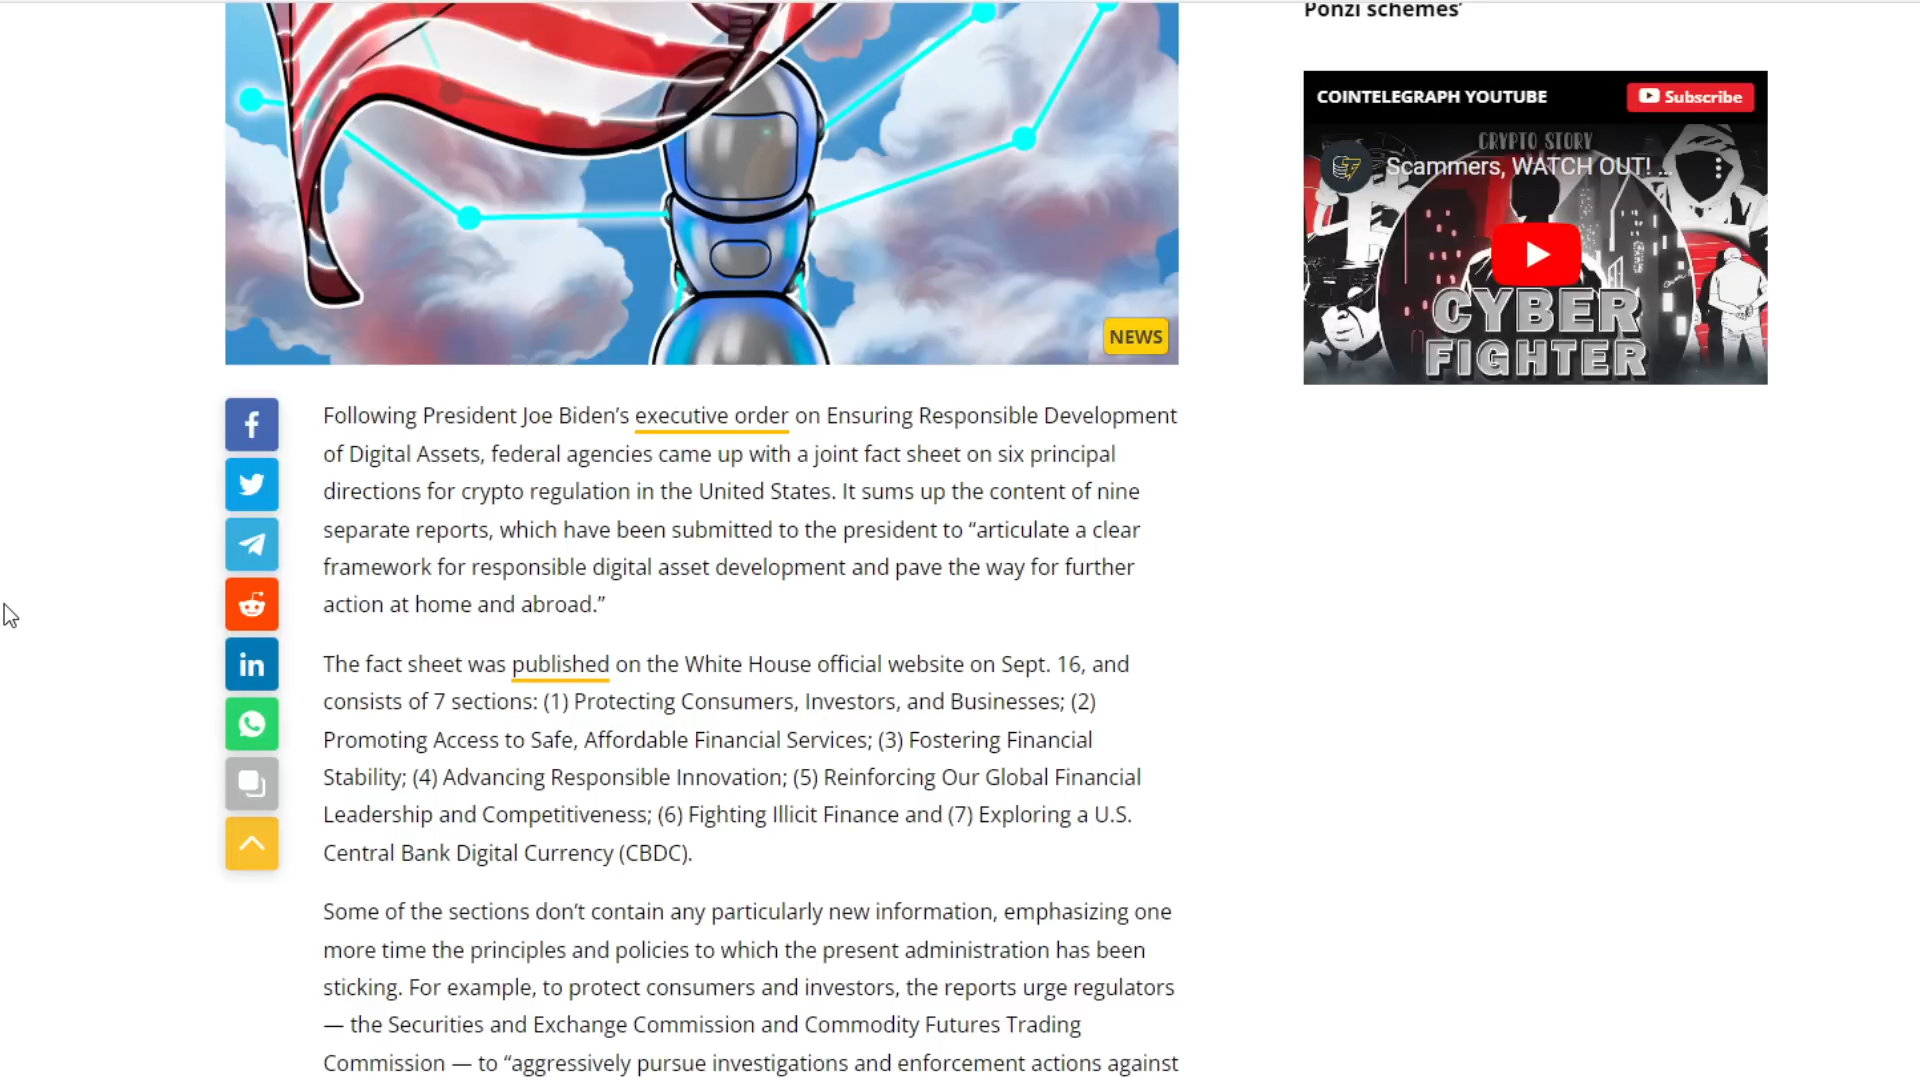 Ponzi schemes’
COINTELEGRAPH YOUTUBE
Subscribe
CRYPTO STORY
Scammers, WATCH OUT! ...
CYBER
FIGHTER
NEWS
Following President Joe Biden’s executive order on Ensuring Responsible Development
of Digital Assets, federal agencies came up with a joint fact sheet on six principal
directions for crypto regulation in the United States. It sums up the content of nine
separate reports, which have been submitted to the president to “articulate a clear
framework for responsible digital asset development and pave the way for further
action at home and abroad.”
The fact sheet was published on the White House official website on Sept. 16, and
consists of 7 sections: (1) Protecting Consumers, Investors, and Businesses; (2)
Promoting Access to Safe, Affordable Financial Services; (3) Fostering Financial
Stability; (4) Advancing Responsible Innovation; (5) Reinforcing Our Global Financial
Leadership and Competitiveness; (6) Fighting Illicit Finance and (7) Exploring a U.S.
Central Bank Digital Currency (CBDC).
Some of the sections don’t contain any particularly new information, emphasizing one
more time the principles and policies to which the present administration has been
sticking. For example, to protect consumers and investors, the reports urge regulators
— the Securities and Exchange Commission and Commodity Futures Trading
Commission — to “aggressively pursue investigations and enforcement actions against